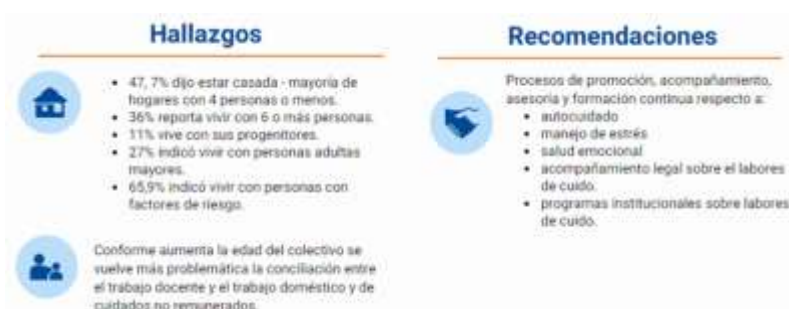 Hallazgos
• 47, 7% dijo estar casada - mayoría de
hogares con 4 personas o menos.
• 36% reporta vivir con 6 o más personas.
• 11% vive con sus progenitores.
• 27% indicó vivir con personas adultas
mayores.
• 65,9% indicó vivir con personas con
factores de riesgo.
Conforme aumenta la edad del colectivo se
vuelve más problemática la conciliación entre
el trabajo docente y el trabajo doméstico y de
cuidados no remunerados.
Recomendaciones
Procesos de promoción, acompañamiento,
asesoría y formación continua respecto a:
• autocuidado
• manejo de estrés
• salud emocional
• acompañamiento legal sobre el labores
de cuido.
• programas institucionales sobre labores
de cuido.